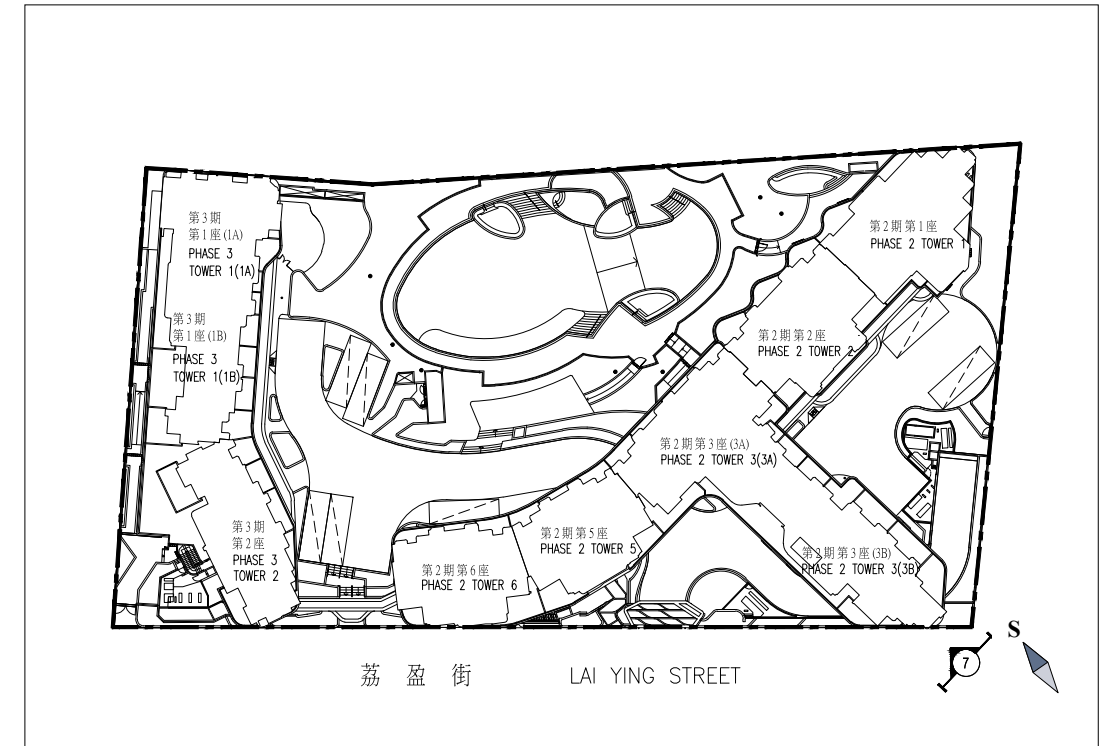 第3期
第1座(1A)
PHASE 3
TOWER 1(1A)
第3期
第1座(1B)
PHASE 3
TOWER 1(1B)
第3期
第2座
PHASE 3
TOWER 2
第2期第1座
PHASE 2 TOWER 1
第2期第2座
PHASE 2 TOWER 2
第2期第3座(3A)
PHASE 2 TOWER 3(3A)
第2期第5座
PHASE 2 TOWER 5
第2期第6座
PHASE 2 TOWER 6
第2期第3座(3B)
PHASE 2 TOWER 3(3B)
荔盈街 LAI YING STREET
7
S